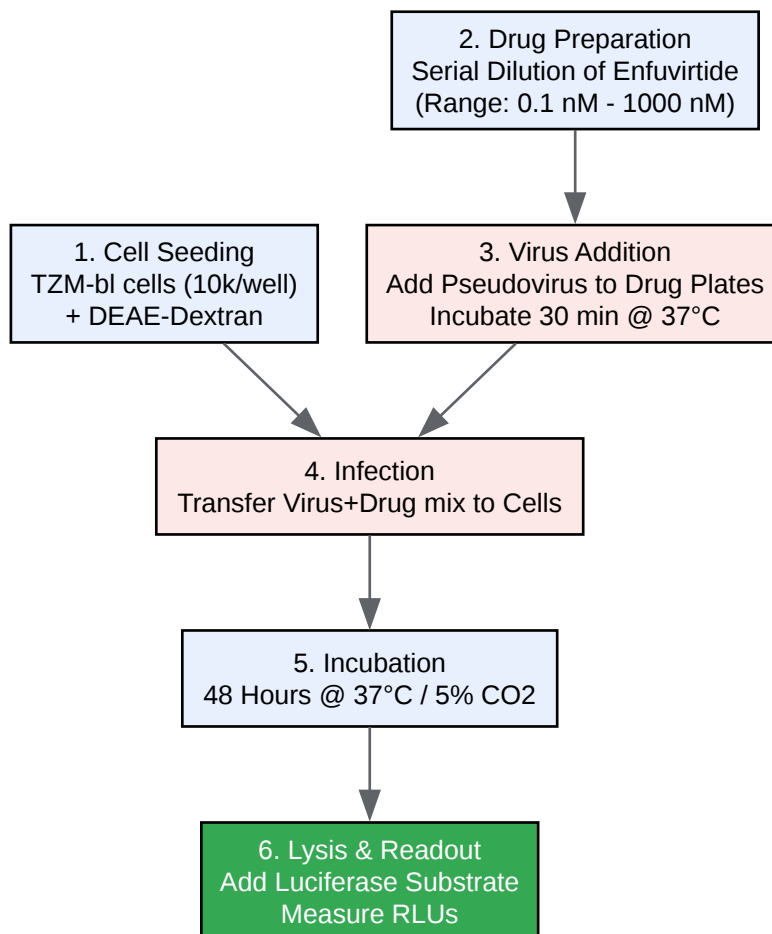 2. Drug Preparation
Serial Dilution of Enfuvirtide
(Range: 0.1 nM - 1000 nM)
1. Cell Seeding
TZM-bl cells (10k/well)
+ DEAE-Dextran
3. Virus Addition
Add Pseudovirus to Drug Plates
Incubate 30 min @ 37°C
4. Infection
Transfer Virus+Drug mix to Cells
5. Incubation
48 Hours @ 37°C / 5% CO2
6. Lysis & Readout
Add Luciferase Substrate
Measure RLUs